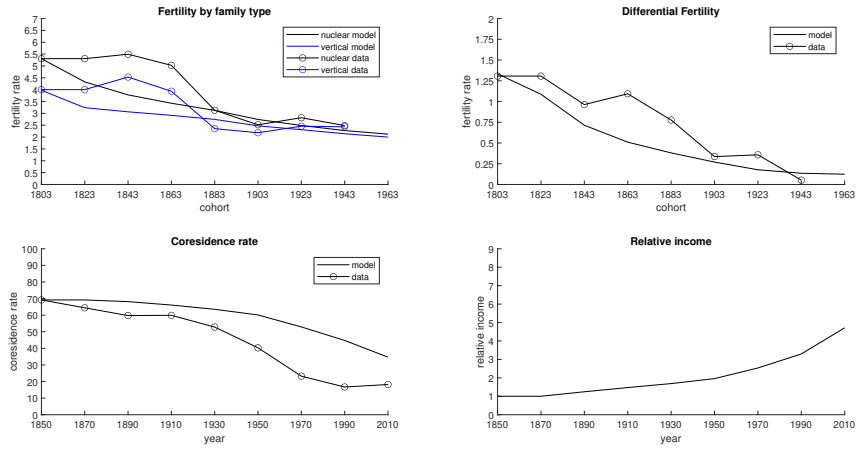 Fertility by family type
7
6.5
6
5.5
5
4.5
4
3.5
3
2.5
2
1.5
1
0.5
0
fertility rate
nuclear model
vertical model
nuclear data
vertical data
1803 1823 1843 1863 1883 1903 1923 1943 1963
cohort
Differential Fertility
2
1.75
1.5
1.25
1
0.75
0.5
0.25
0
fertility rate
model
data
1803 1823 1843 1863 1883 1903 1923 1943 1963
cohort
Coresidence rate
100
90
80
70
60
50
40
30
20
10
0
coresidence rate
model
data
1850 1870 1890 1910 1930 1950 1970 1990 2010
year
Relative income
9
8
7
6
5
4
3
2
1
0
relative income
1850 1870 1890 1910 1930 1950 1970 1990 2010
year